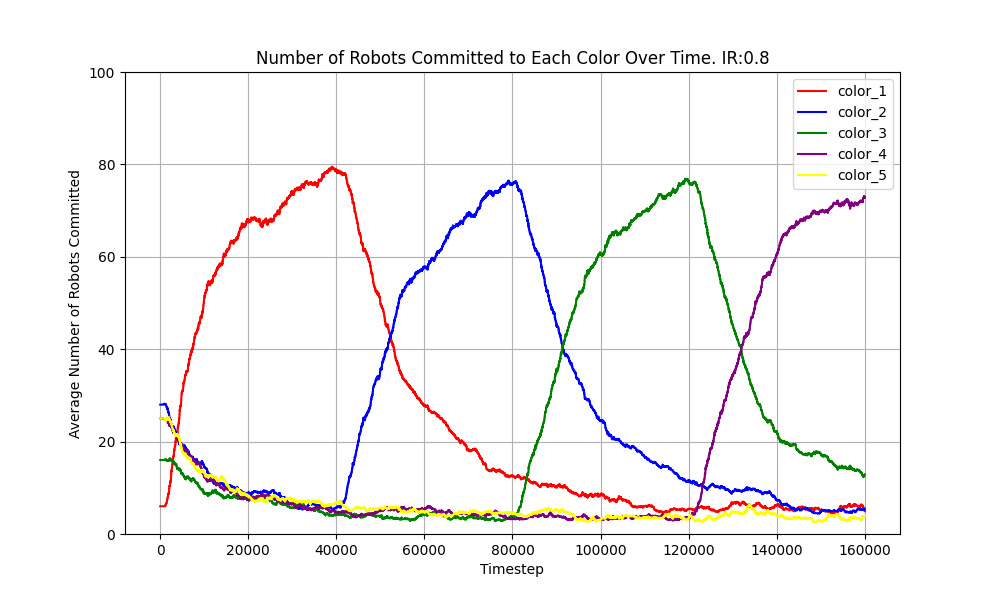 Number of Robots Committed to Each Color Over Time. IR:0.8
100
80
60
40
20
0
Average Number of Robots Committed
color_1
color_2
color_3
color_4
color_5
0 20000 40000 60000 80000 100000 120000 140000 160000
Timestep